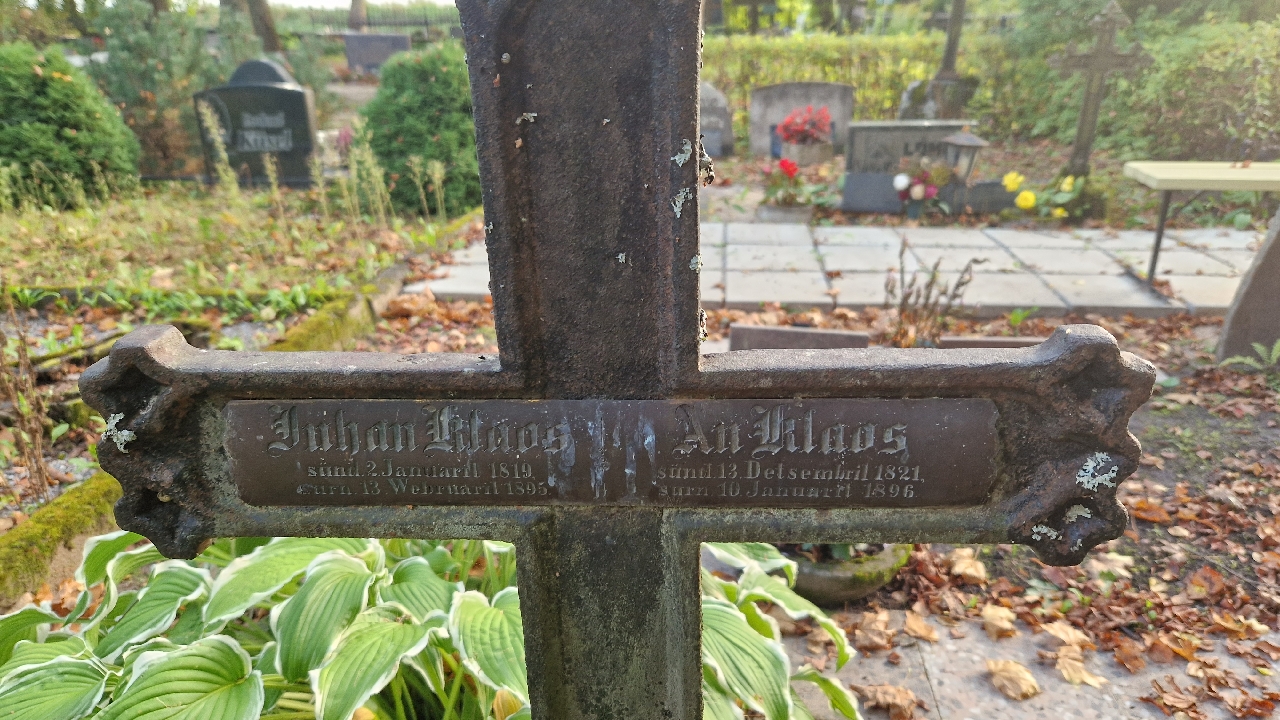 Juhan Klaos
sünd. 2. Januaril 1819.
surn. 13. Webruaril 1895.
An Klaos
sünd. 13. Detsembril 1821.
surn. 10. Januaril 1896